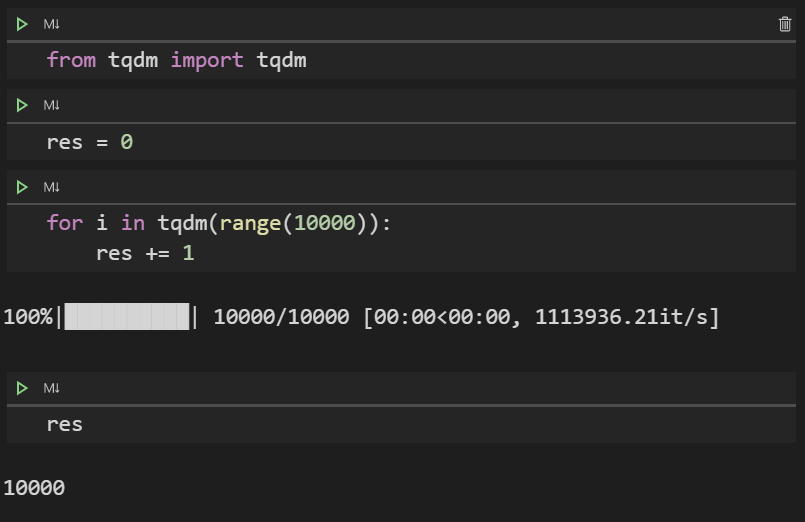 M↓
from tqdm import tqdm
M↓
res = 0
M↓
for i in tqdm(range(10000)):
    res += 1
100%|██████████| 10000/10000 [00:00<00:00, 1113936.21it/s]
M↓
res
10000